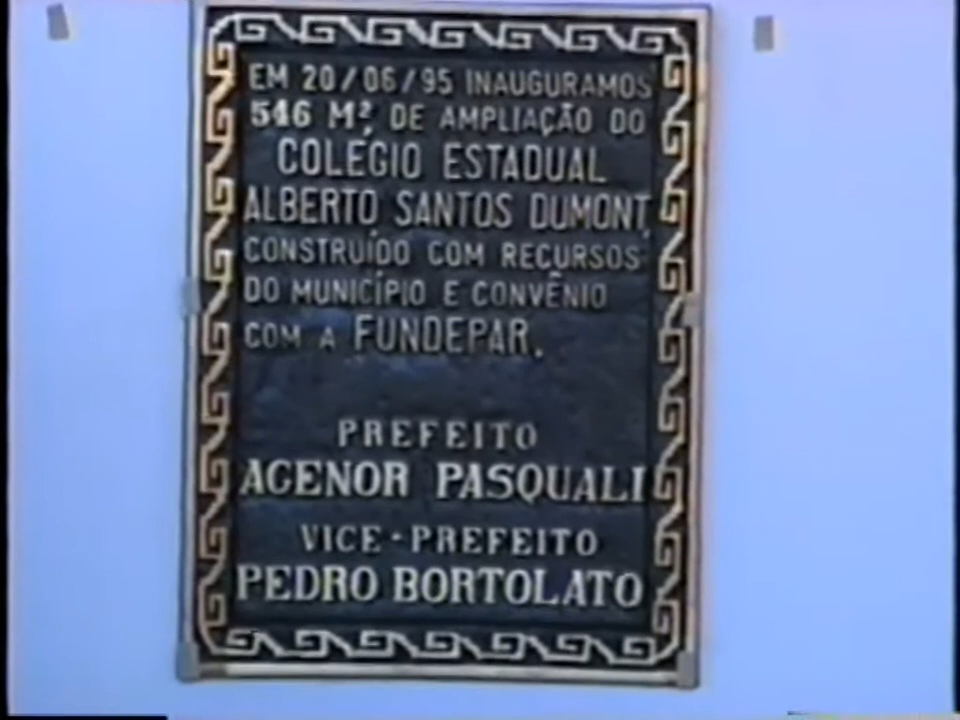 EM 20/06/95 INAUGURAMOS
546 M², DE AMPLIAÇÃO DO
COLÉGIO ESTADUAL
ALBERTO SANTOS DUMONT,
CONSTRUÍDO COM RECURSOS
DO MUNICÍPIO E CONVÊNIO
COM A FUNDEPAR.
PREFEITO
AGENOR PASQUALI
VICE-PREFEITO
PEDRO BORTOLATO